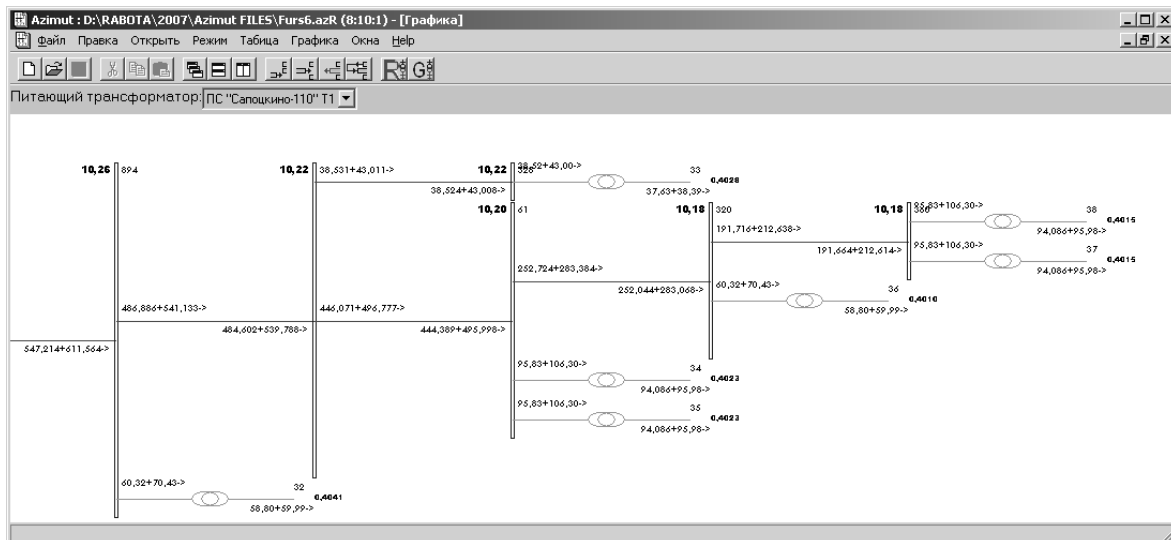 Azimut : D:\RABOTA\2007\Azimut FILES\Furs6.azR (8:10:1) - [Графика]
Файл Правка Открыть Режим Таблица Графика Окна Help
Питающий трансформатор: ПС "Сапоцкино-110" Т1
10,26 894 10,22 38,531+43,011-> 10,22 38,52+43,00-> 33
328 0,4028
38,524+43,008-> 37,63+38,39->
10,20 61 10,18 320 10,18 95,83+106,30-> 38
360 0,4015
191,716+212,638-> 94,086+95,98->
191,664+212,614-> 95,83+106,30-> 37
0,4015
252,724+283,384-> 94,086+95,98->
252,044+283,068-> 60,32+70,43-> 36
0,4010
486,886+541,133-> 446,071+496,777-> 58,80+59,99->
484,602+539,788-> 444,389+495,998->
547,214+611,564->
95,83+106,30-> 34
0,4023
94,086+95,98->
95,83+106,30-> 35
0,4023
94,086+95,98->
60,32+70,43-> 32
0,4041
58,80+59,99->